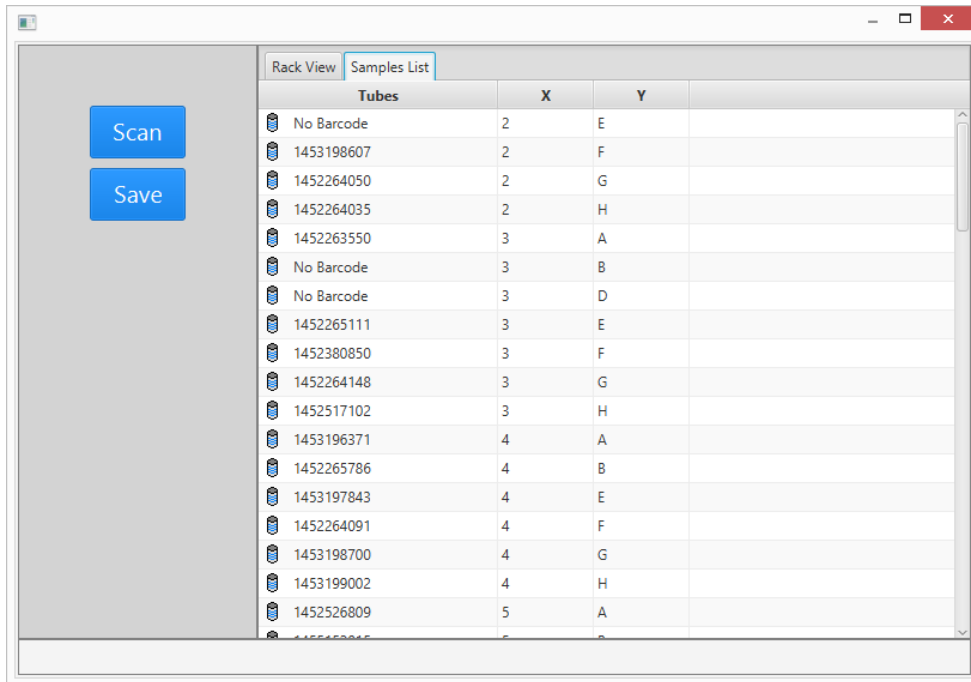 Rack View Samples List
Tubes X Y
Scan
Save
No Barcode 2 E
1453198607 2 F
1452264050 2 G
1452264035 2 H
1452263550 3 A
No Barcode 3 B
No Barcode 3 D
1452265111 3 E
1452380850 3 F
1452264148 3 G
1452517102 3 H
1453196371 4 A
1452265786 4 B
1453197843 4 E
1452264091 4 F
1453198700 4 G
1453199002 4 H
1452526809 5 A